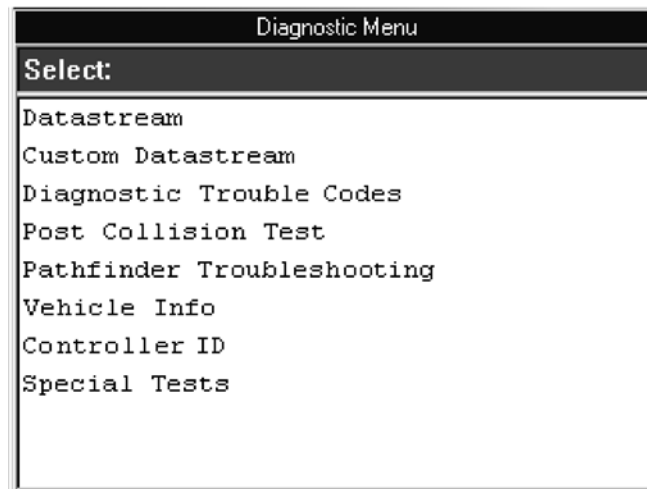 Diagnostic Menu
Select:
Datastream
Custom Datastream
Diagnostic Trouble Codes
Post Collision Test
Pathfinder Troubleshooting
Vehicle Info
Controller ID
Special Tests